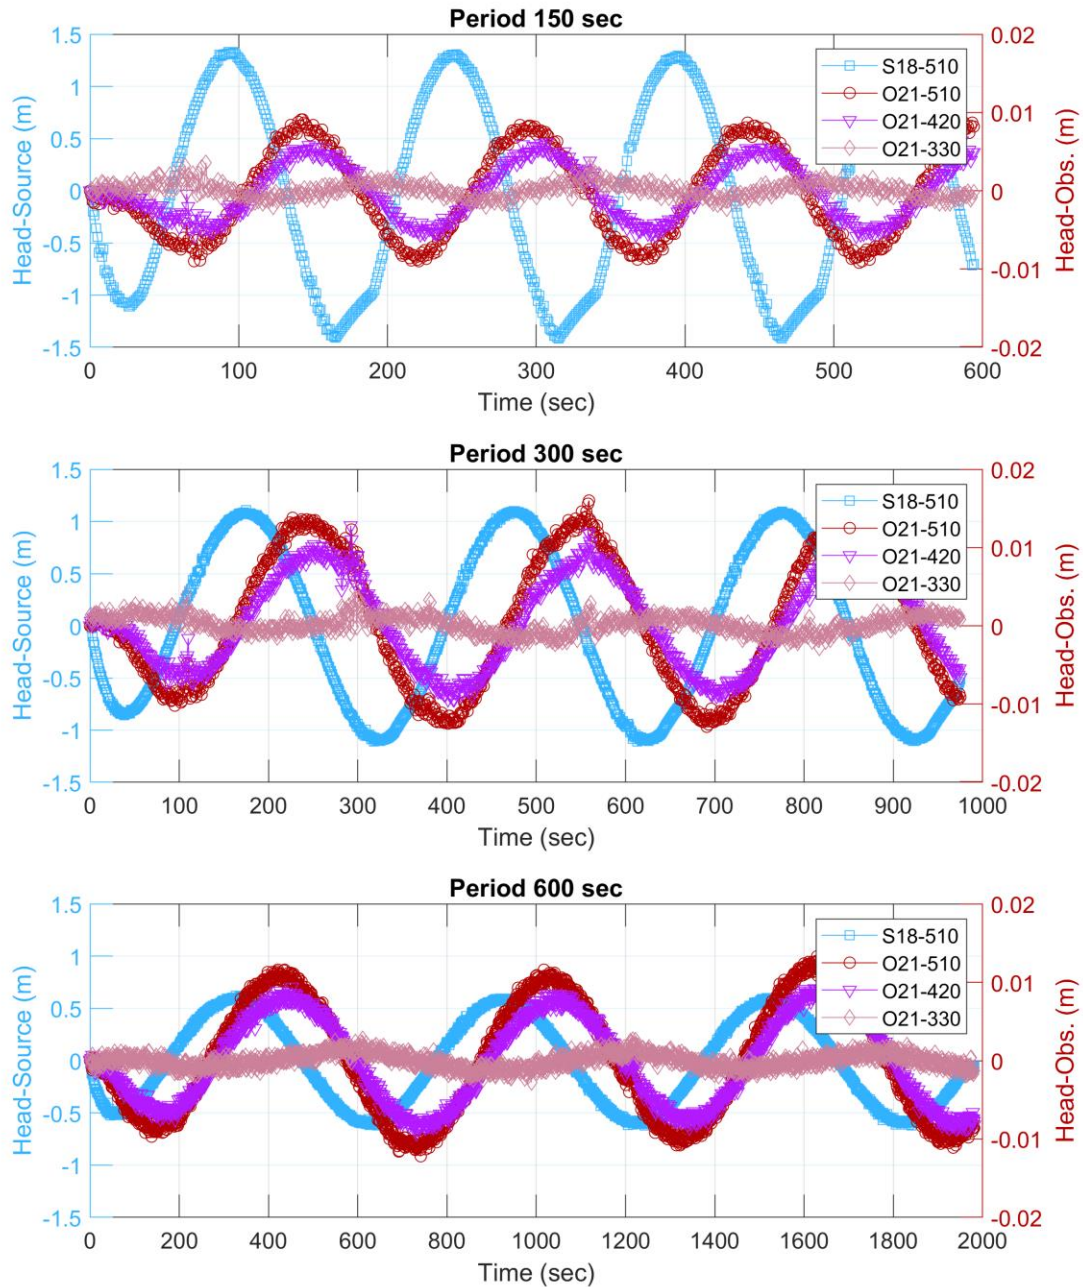 Period 150 sec
1.5
1
0.5
0
-0.5
-1
-1.5
Head-Source (m)
0.02
0.01
0
-0.01
-0.02
Head-Obs. (m)
S18-510
O21-510
O21-420
O21-330
0 100 200 300 400 500 600
Time (sec)
Period 300 sec
1.5
1
0.5
0
-0.5
-1
-1.5
Head-Source (m)
0.02
0.01
0
-0.01
-0.02
Head-Obs. (m)
S18-510
O21-510
O21-420
O21-330
0 100 200 300 400 500 600 700 800 900 1000
Time (sec)
Period 600 sec
1.5
1
0.5
0
-0.5
-1
-1.5
Head-Source (m)
0.02
0.01
0
-0.01
-0.02
Head-Obs. (m)
S18-510
O21-510
O21-420
O21-330
0 200 400 600 800 1000 1200 1400 1600 1800 2000
Time (sec)